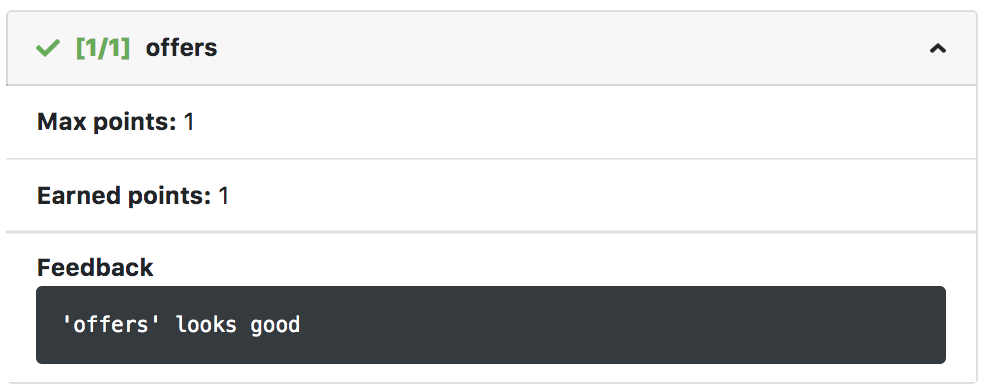 [1/1] offers
Max points: 1
Earned points: 1
Feedback
'offers' looks good